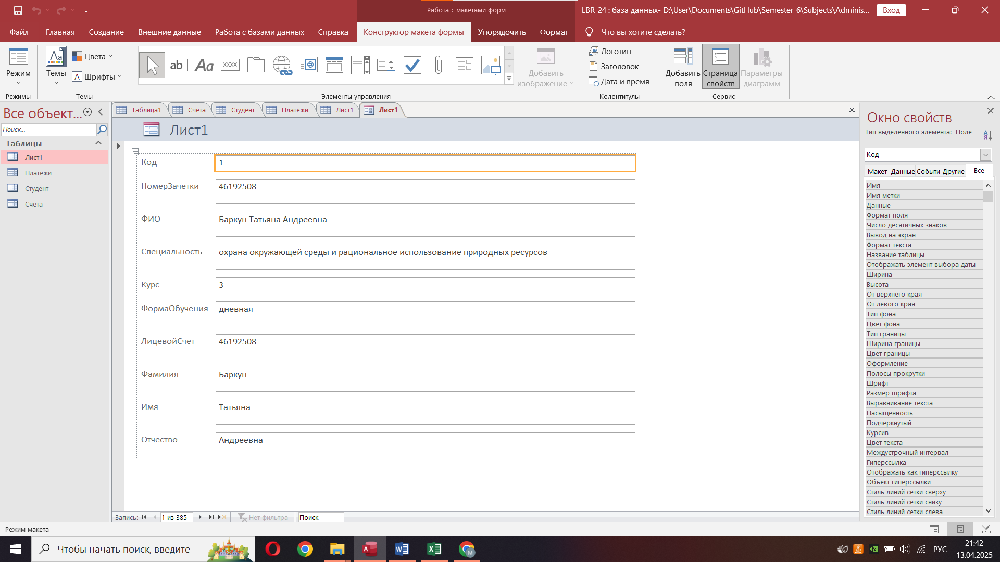 Работа с макетами форм
LBR_24 : база данных- D:\User\Documents\GitHub\Semester_6\Subjects\Adminis...
Вход
Файл
Главная
Создание
Внешние данные
Работа с базами данных
Справка
Конструктор макета формы
Упорядочить
Формат
Что вы хотите сделать?
Режим
Режимы
Aa
Темы
Цвета
A Шрифты
Темы
ab
Aa
XXXX
Добавить изображение
Элементы управления
Логотип
Заголовок
Дата и время
Колонтитулы
Добавить поля
Страница свойств
Параметры диаграмм
Сервис
Все объект...
Поиск...
Таблицы
Лист1
Платежи
Студент
Счета
Таблица1
Счета
Студент
Платежи
Лист1
Лист1
Лист1
Код 1
НомерЗачетки 46192508
ФИО Баркун Татьяна Андреевна
Специальность охрана окружающей среды и рациональное использование природных ресурсов
Курс 3
ФормаОбучения дневная
ЛицевойСчет 46192508
Фамилия Баркун
Имя Татьяна
Отчество Андреевна
Запись: 1 из 385 Нет фильтра Поиск
Окно свойств
Тип выделенного элемента: Поле
АЯ
Код
Макет Данные Событи Другие Все
Имя
Имя метки
Данные
Формат поля
Число десятичных знаков
Вывод на экран
Формат текста
Название таблицы
Отображать элемент выбора даты
Ширина
Высота
От верхнего края
От левого края
Тип фона
Цвет фона
Тип границы
Ширина границы
Цвет границы
Оформление
Полосы прокрутки
Шрифт
Размер шрифта
Выравнивание текста
Насыщенность
Подчеркнутый
Курсив
Цвет текста
Междустрочный интервал
Гиперссылка
Отображать как гиперссылку
Объект гиперссылки
Стиль линий сетки сверху
Стиль линий сетки снизу
Стиль линий сетки слева
Режим макета
Чтобы начать поиск, введите
РУС
21:42
13.04.2025